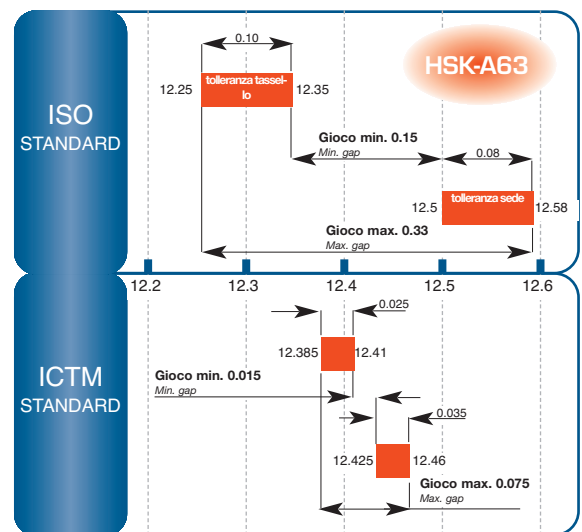 0.10
HSK-A63
12.25
tolleranza tassel-
lo
12.35
ISO
STANDARD
Gioco min. 0.15
Min. gap
0.08
12.5
tolleranza sede
12.58
Gioco max. 0.33
Max. gap
12.2
12.3
12.4
12.5
12.6
0.025
12.385
12.41
ICTM
STANDARD
Gioco min. 0.015
Min. gap
0.035
12.425
12.46
Gioco max. 0.075
Max. gap